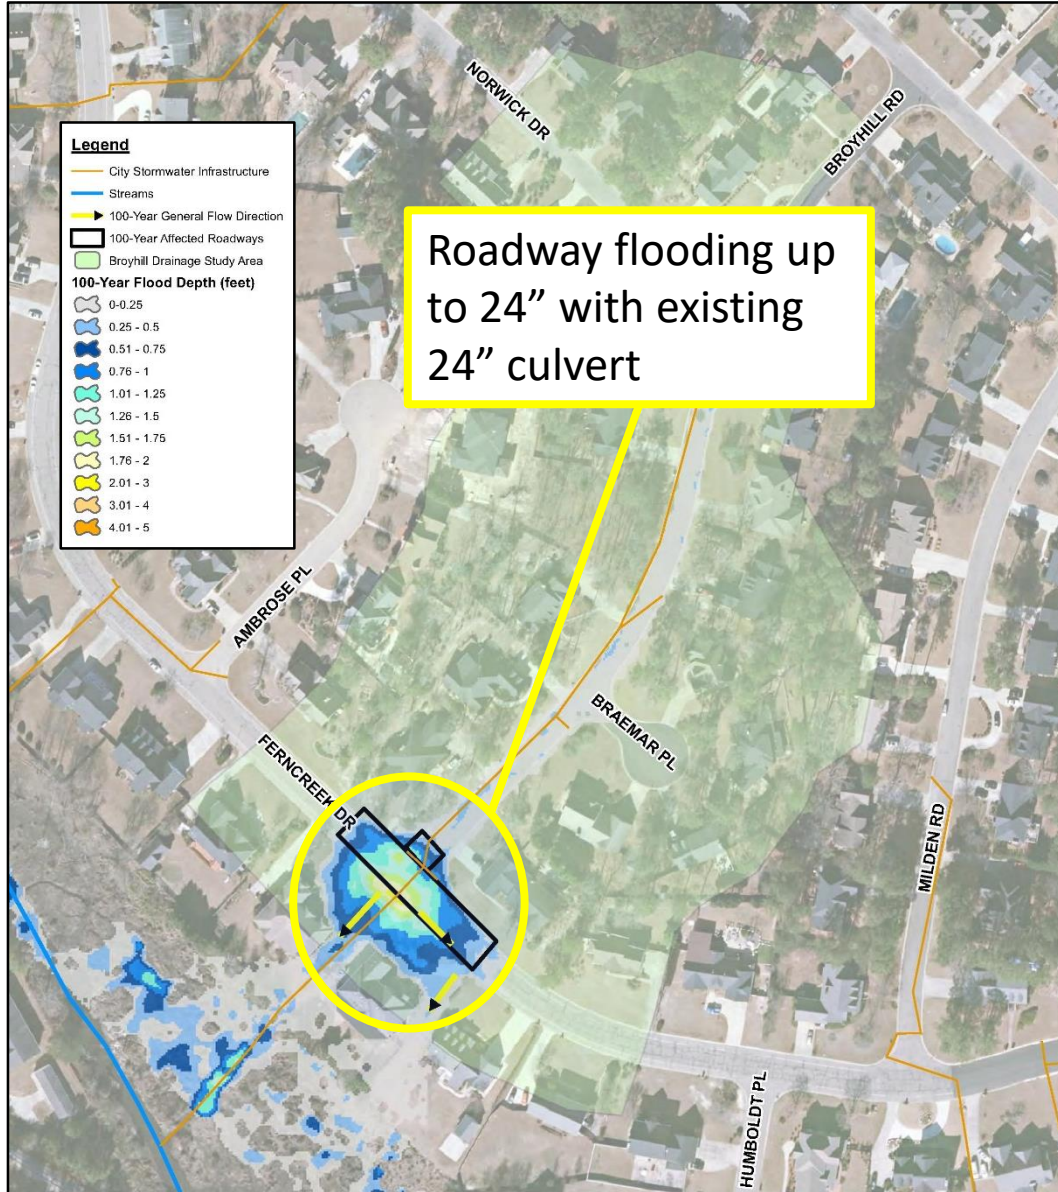 NORWICK DR
BROYHILL RD
Legend
City Stormwater Infrastructure
Streams
100-Year General Flow Direction
100-Year Affected Roadways
Broyhill Drainage Study Area
100-Year Flood Depth (feet)
0-0.25
0.25 - 0.5
0.51 - 0.75
0.76 - 1
1.01 - 1.25
1.26 - 1.5
1.51 - 1.75
1.76 - 2
2.01 - 3
3.01 - 4
4.01 - 5
Roadway flooding up
to 24” with existing
24” culvert
AMBROSE PL
BRAEMAR PL
FERNCREEK DR
MILDEN RD
HUMBOLDT PL